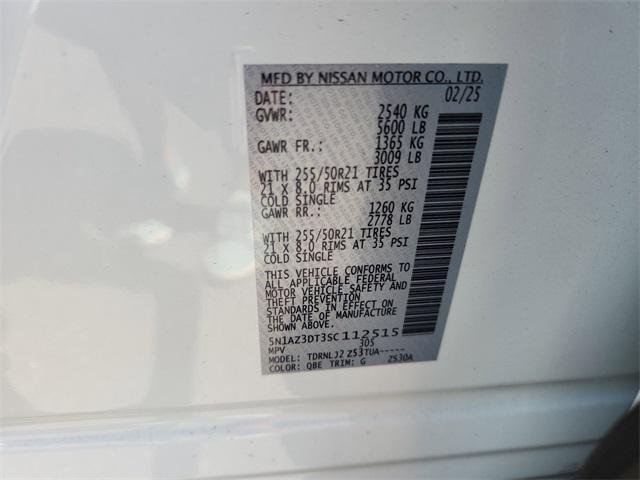 MFD BY NISSAN MOTOR CO., LTD.
DATE: 02/25
GVWR: 2540 KG
5600 LB
GAWR FR.: 1365 KG
3009 LB
WITH 255/50R21 TIRES
21 X 8.0 RIMS AT 35 PSI
COLD SINGLE
GAWR RR.: 1260 KG
2778 LB
WITH 255/50R21 TIRES
21 X 8.0 RIMS AT 35 PSI
COLD SINGLE
THIS VEHICLE CONFORMS TO
ALL APPLICABLE FEDERAL
MOTOR VEHICLE SAFETY AND
THEFT PREVENTION
STANDARDS IN EFFECT ON
THE DATE OF MANUFACTURE
SHOWN ABOVE.
5N1AZ3DT3SC112515
MPV 305
MODEL: TDRNLJ2 Z53TUA-----
COLOR: QBE TRIM: G Z530A